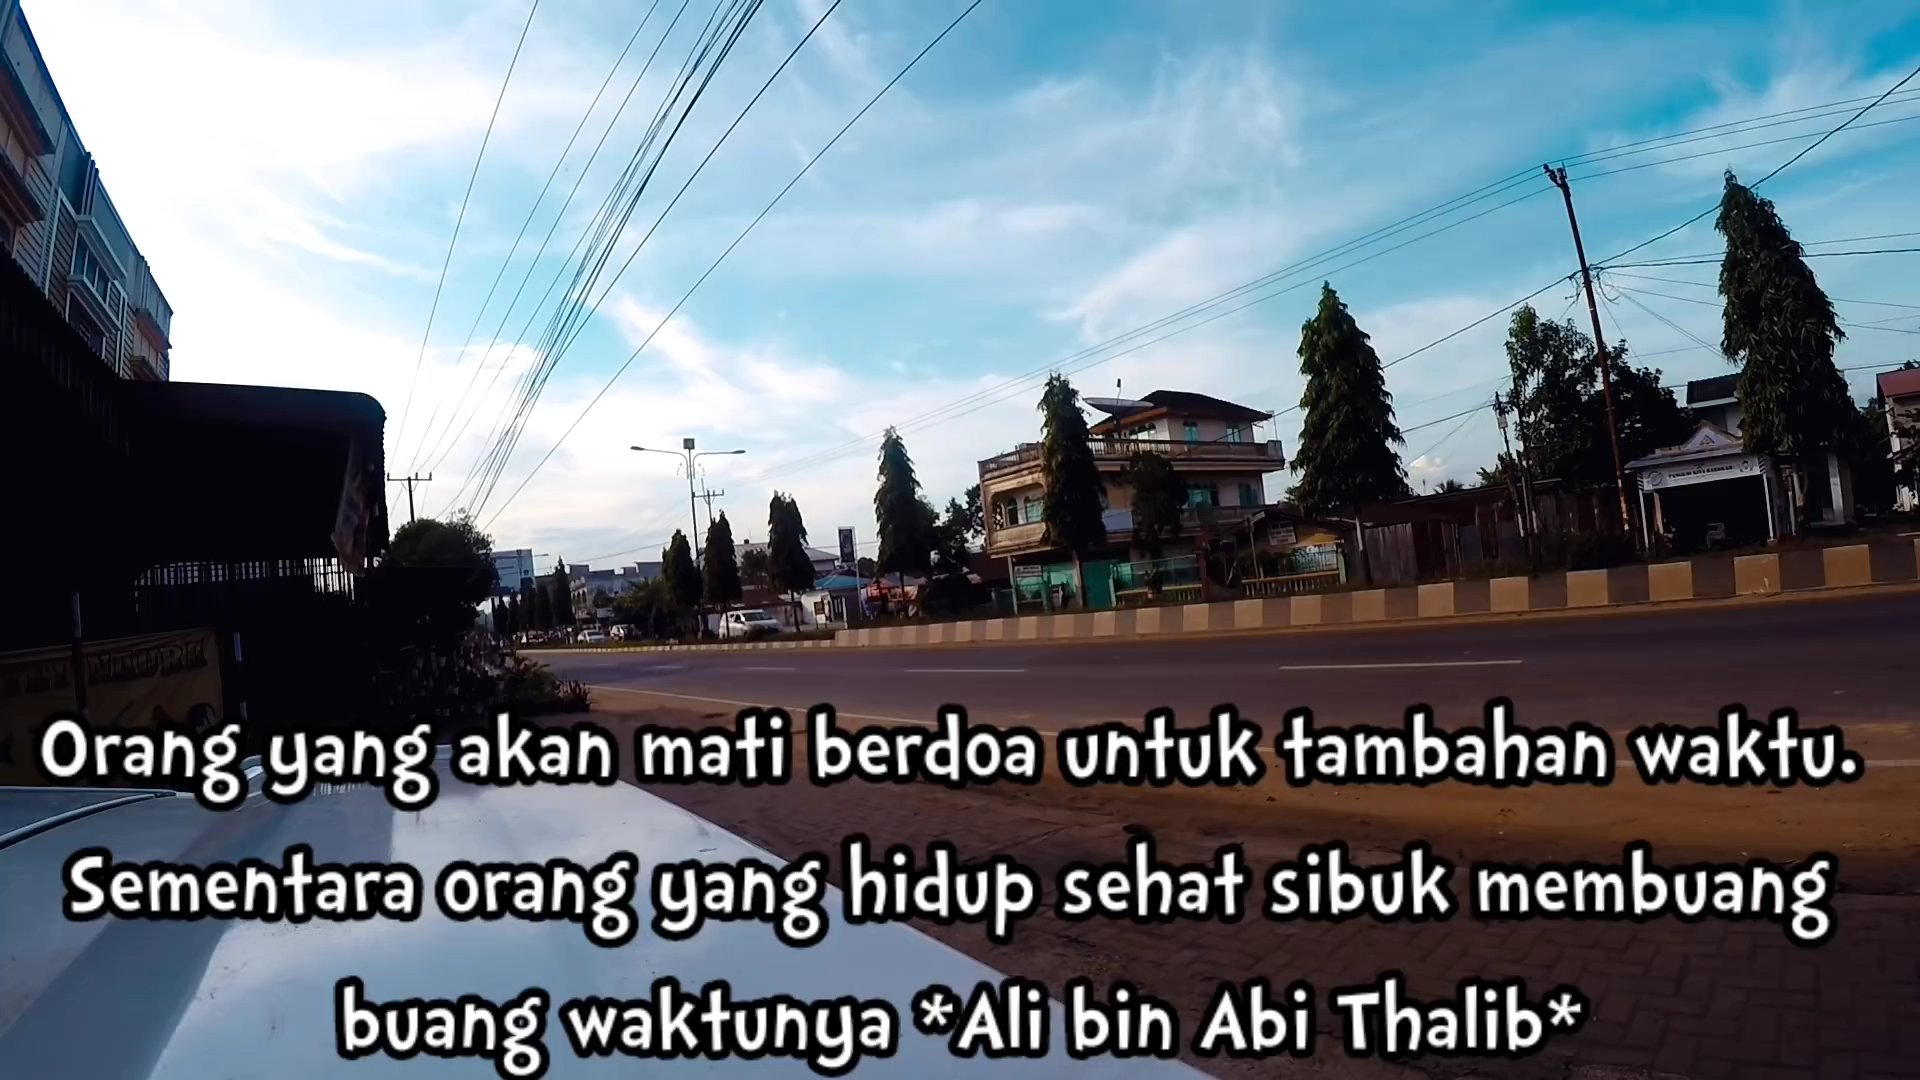 Orang yang akan mati berdoa untuk tambahan waktu.
Sementara orang yang hidup sehat sibuk membuang
buang waktunya *Ali bin Abi Thalib*